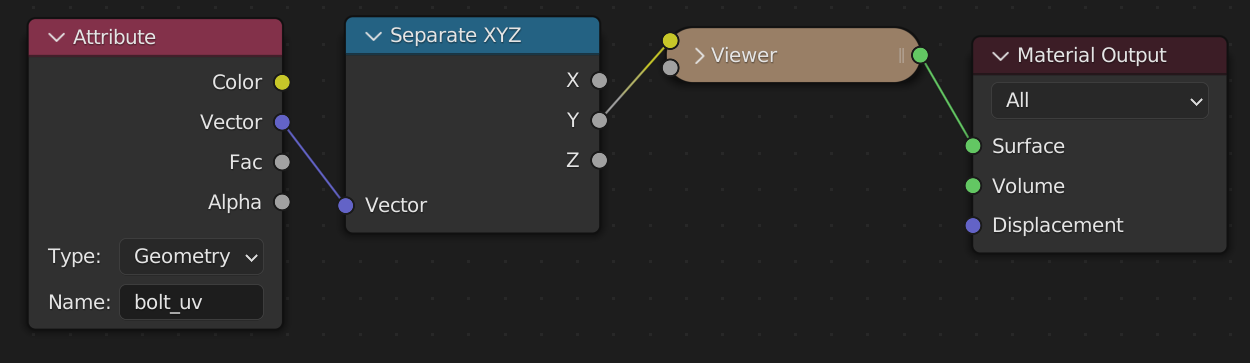 Attribute
Color
Vector
Fac
Alpha
Type: Geometry
Name: bolt_uv
Separate XYZ
X
Y
Z
Vector
Viewer
Material Output
All
Surface
Volume
Displacement